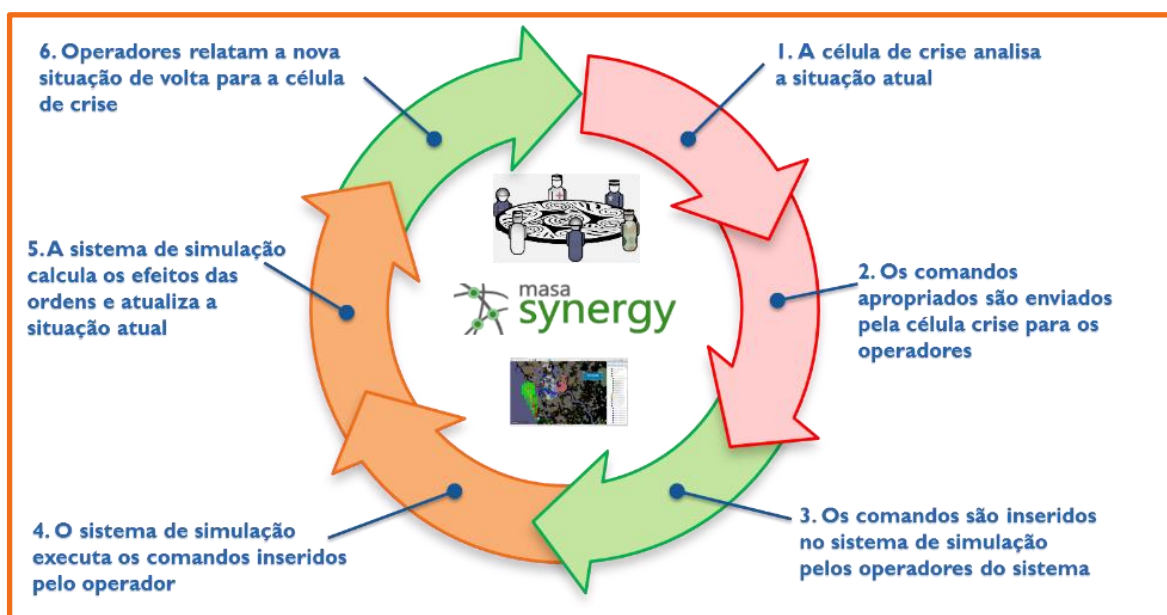 1. A célula de crise analisa
a situação atual
2. Os comandos
apropriados são enviados
pela célula crise para os
operadores
3. Os comandos são inseridos
no sistema de simulação
pelos operadores do sistema
4. O sistema de simulação
executa os comandos inseridos
pelo operador
5. A sistema de simulação
calcula os efeitos das
ordens e atualiza a
situação atual
6. Operadores relatam a nova
situação de volta para a célula
de crise
masa
synergy